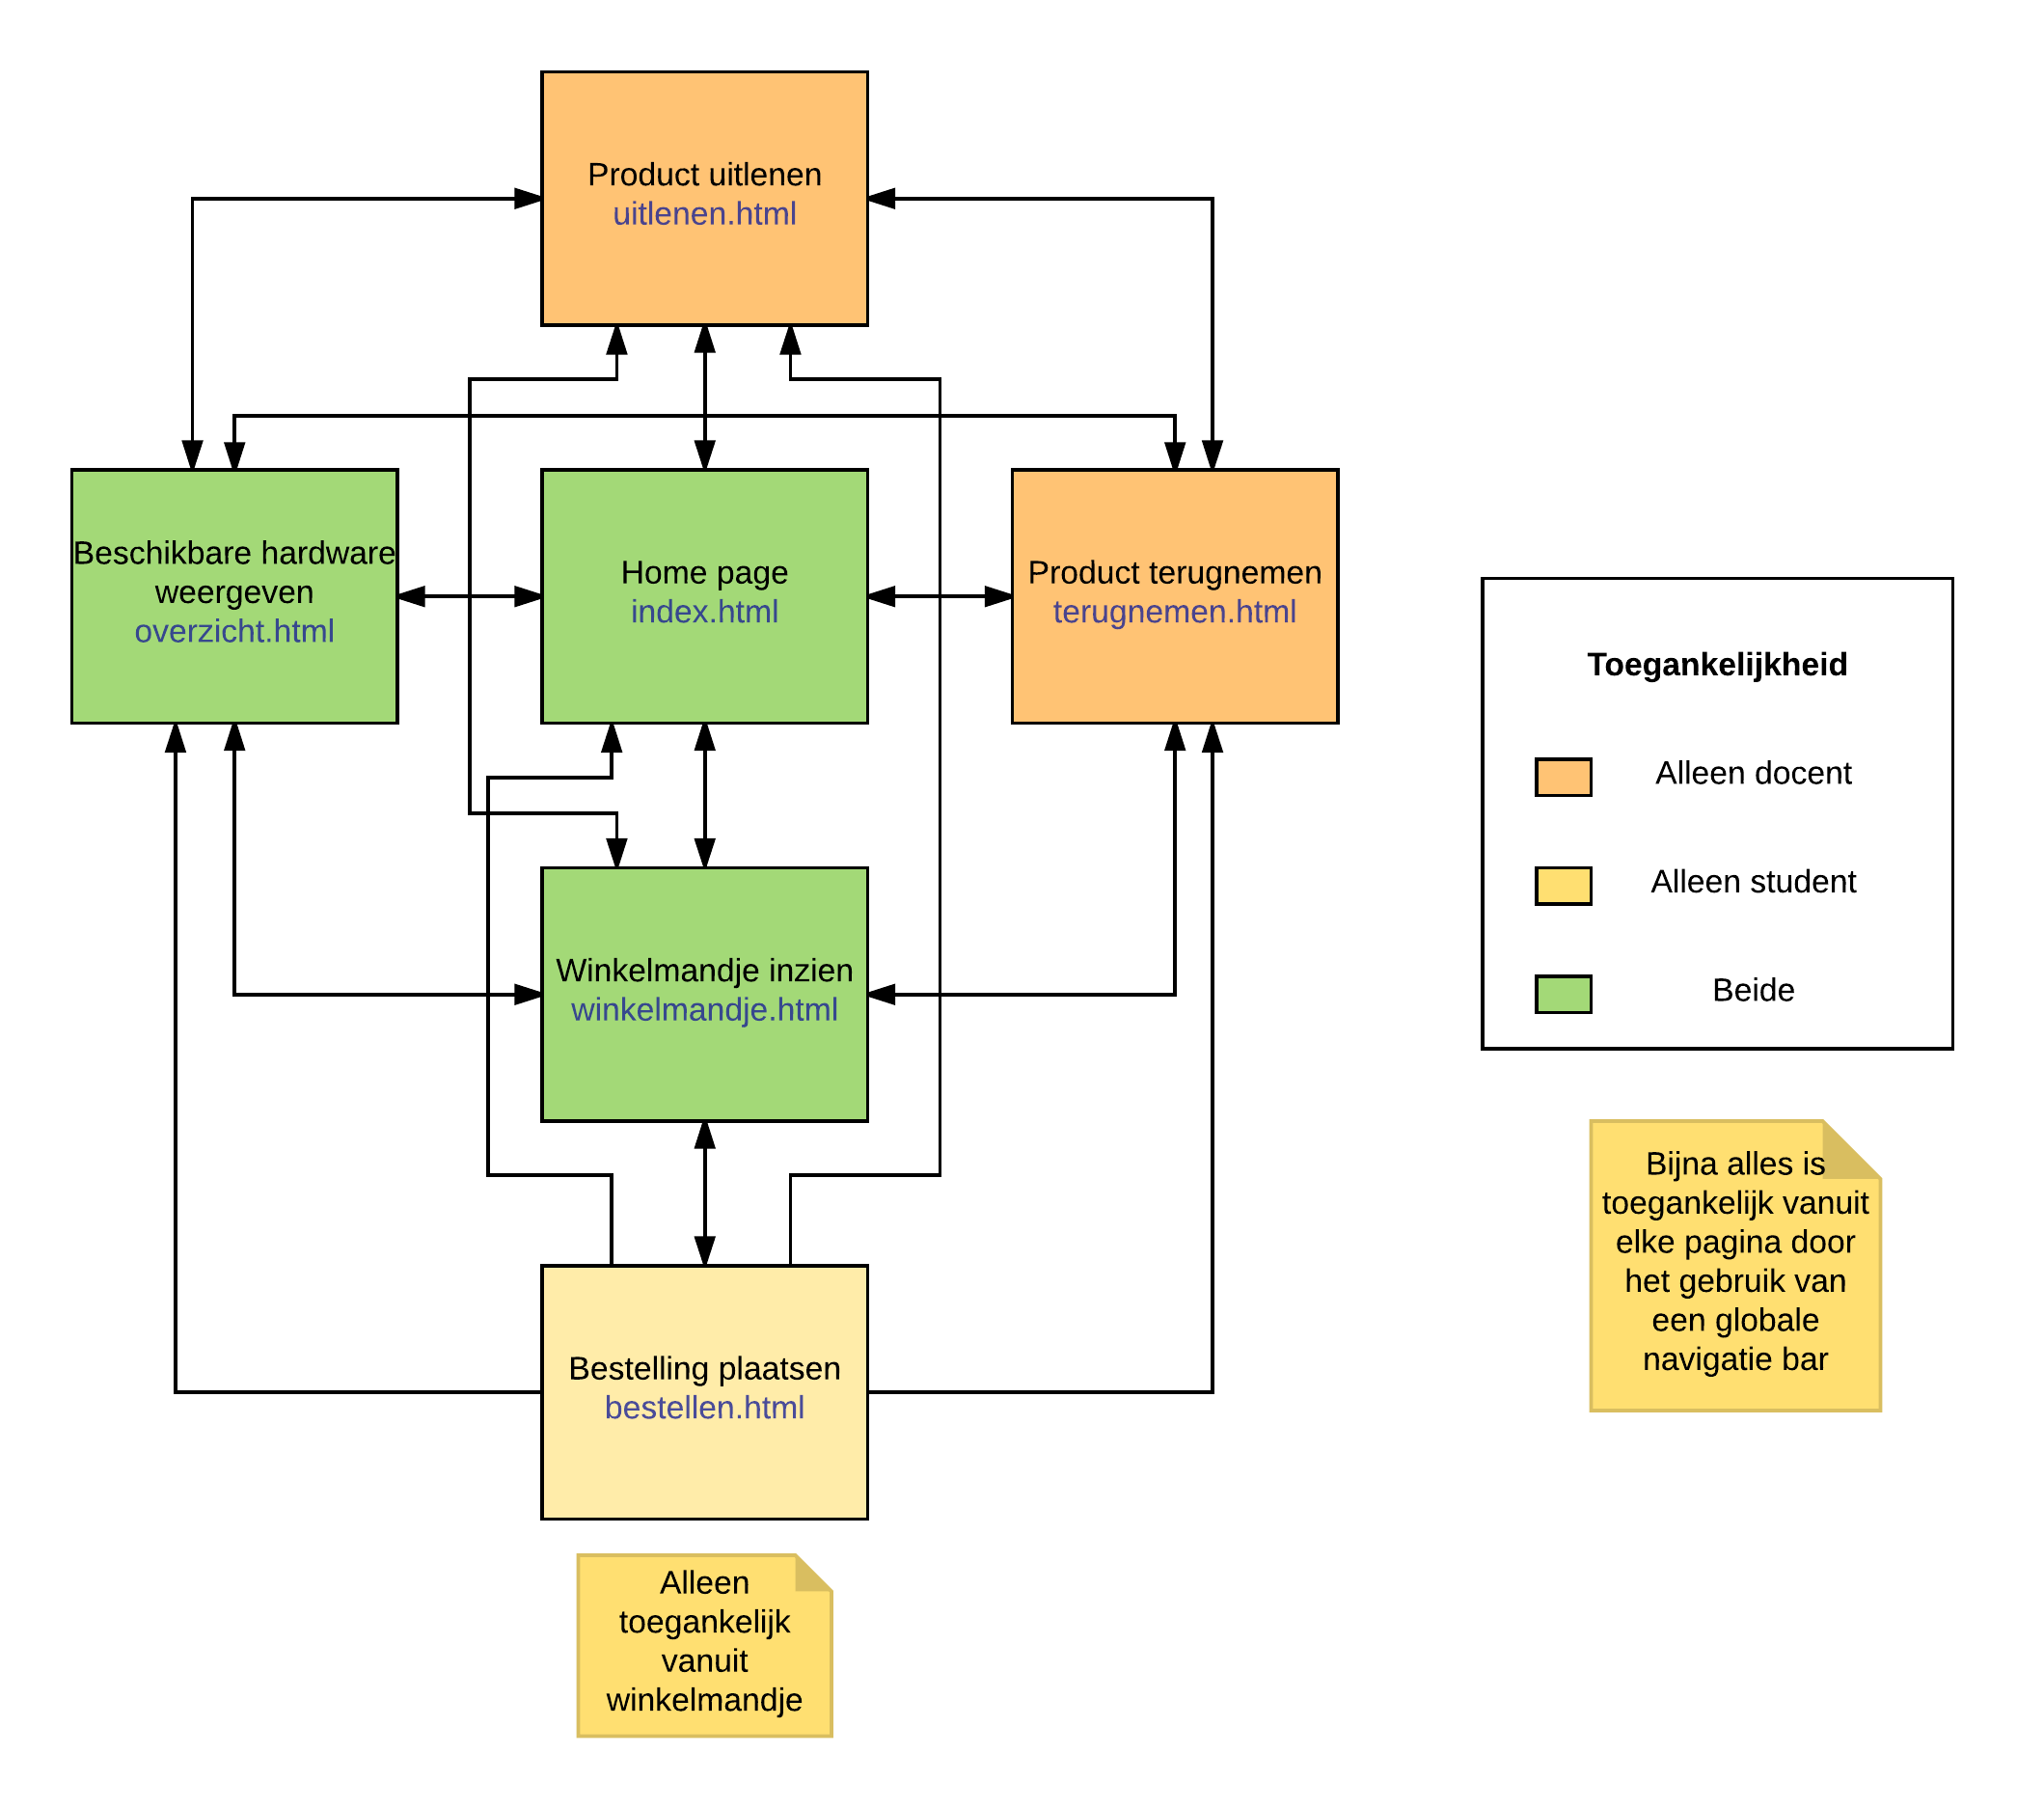 Product uitlenen
uitlenen.html
Beschikbare hardware
weergeven
overzicht.html
Home page
index.html
Product terugnemen
terugnemen.html
Winkelmandje inzien
winkelmandje.html
Bestelling plaatsen
bestellen.html
Alleen
toegankelijk
vanuit
winkelmandje
Toegankelijkheid
Alleen docent
Alleen student
Beide
Bijna alles is
toegankelijk vanuit
elke pagina door
het gebruik van
een globale
navigatie bar